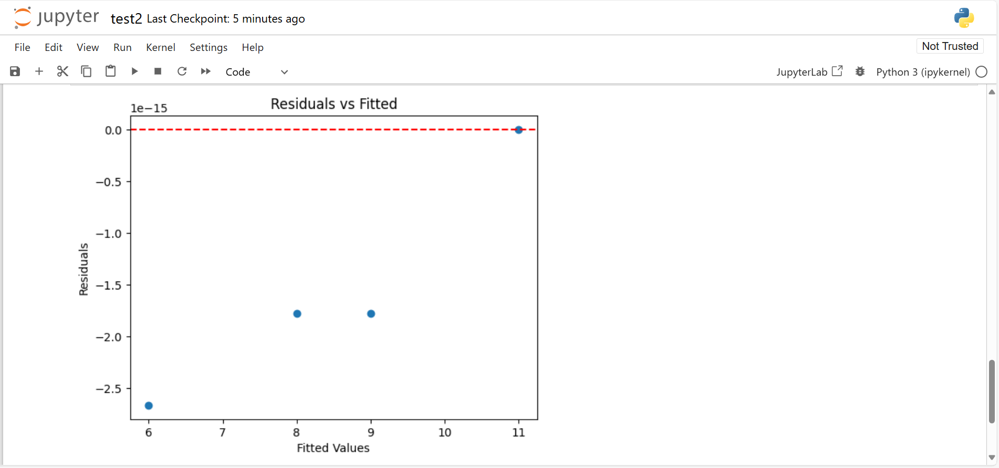 jupyter test2 Last Checkpoint: 5 minutes ago
File Edit View Run Kernel Settings Help Not Trusted
Code JupyterLab Python 3 (ipykernel)
Residuals vs Fitted
1e−15
0.0
−0.5
−1.0
−1.5
−2.0
−2.5
Residuals
6 7 8 9 10 11
Fitted Values